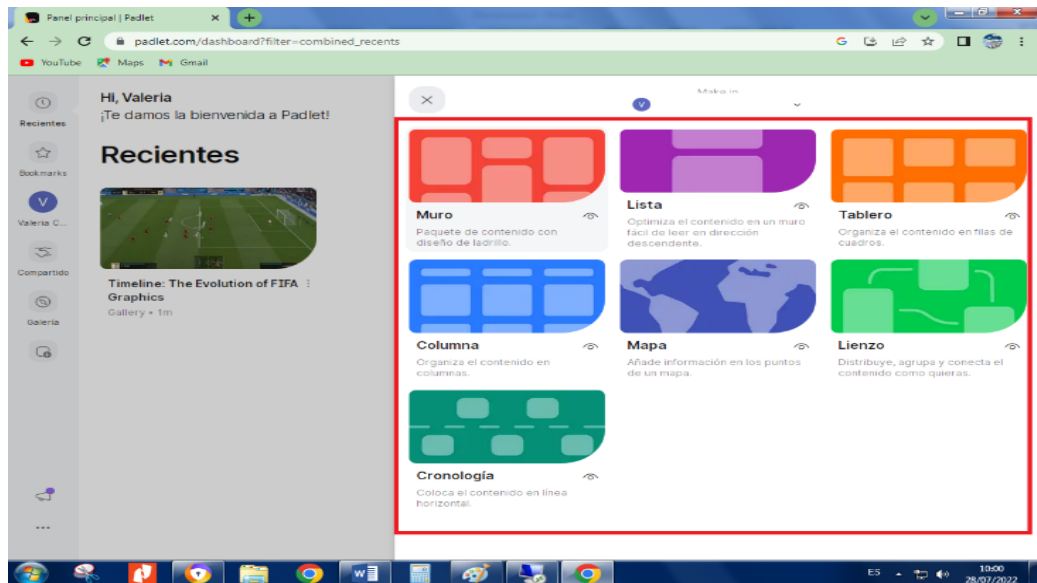 Panel principal | Padlet
padlet.com/dashboard?filter=combined_recents
YouTube
Maps
Gmail
Recientes
Bookmarks
V
Valeria C...
Compartido
Galería
Hi, Valeria
¡Te damos la bienvenida a Padlet!
Recientes
Timeline: The Evolution of FIFA
Graphics
Gallery • 1m
Make in
V
Muro
Paquete de contenido con
diseño de ladrillo.
Lista
Optimiza el contenido en un muro
fácil de leer en dirección
descendente.
Tablero
Organiza el contenido en filas de
cuadros.
Columna
Organiza el contenido en
columnas.
Mapa
Añade información en los puntos
de un mapa.
Lienzo
Distribuye, agrupa y conecta el
contenido como quieras.
Cronología
Coloca el contenido en línea
horizontal.
ES
10:00
28/07/2022